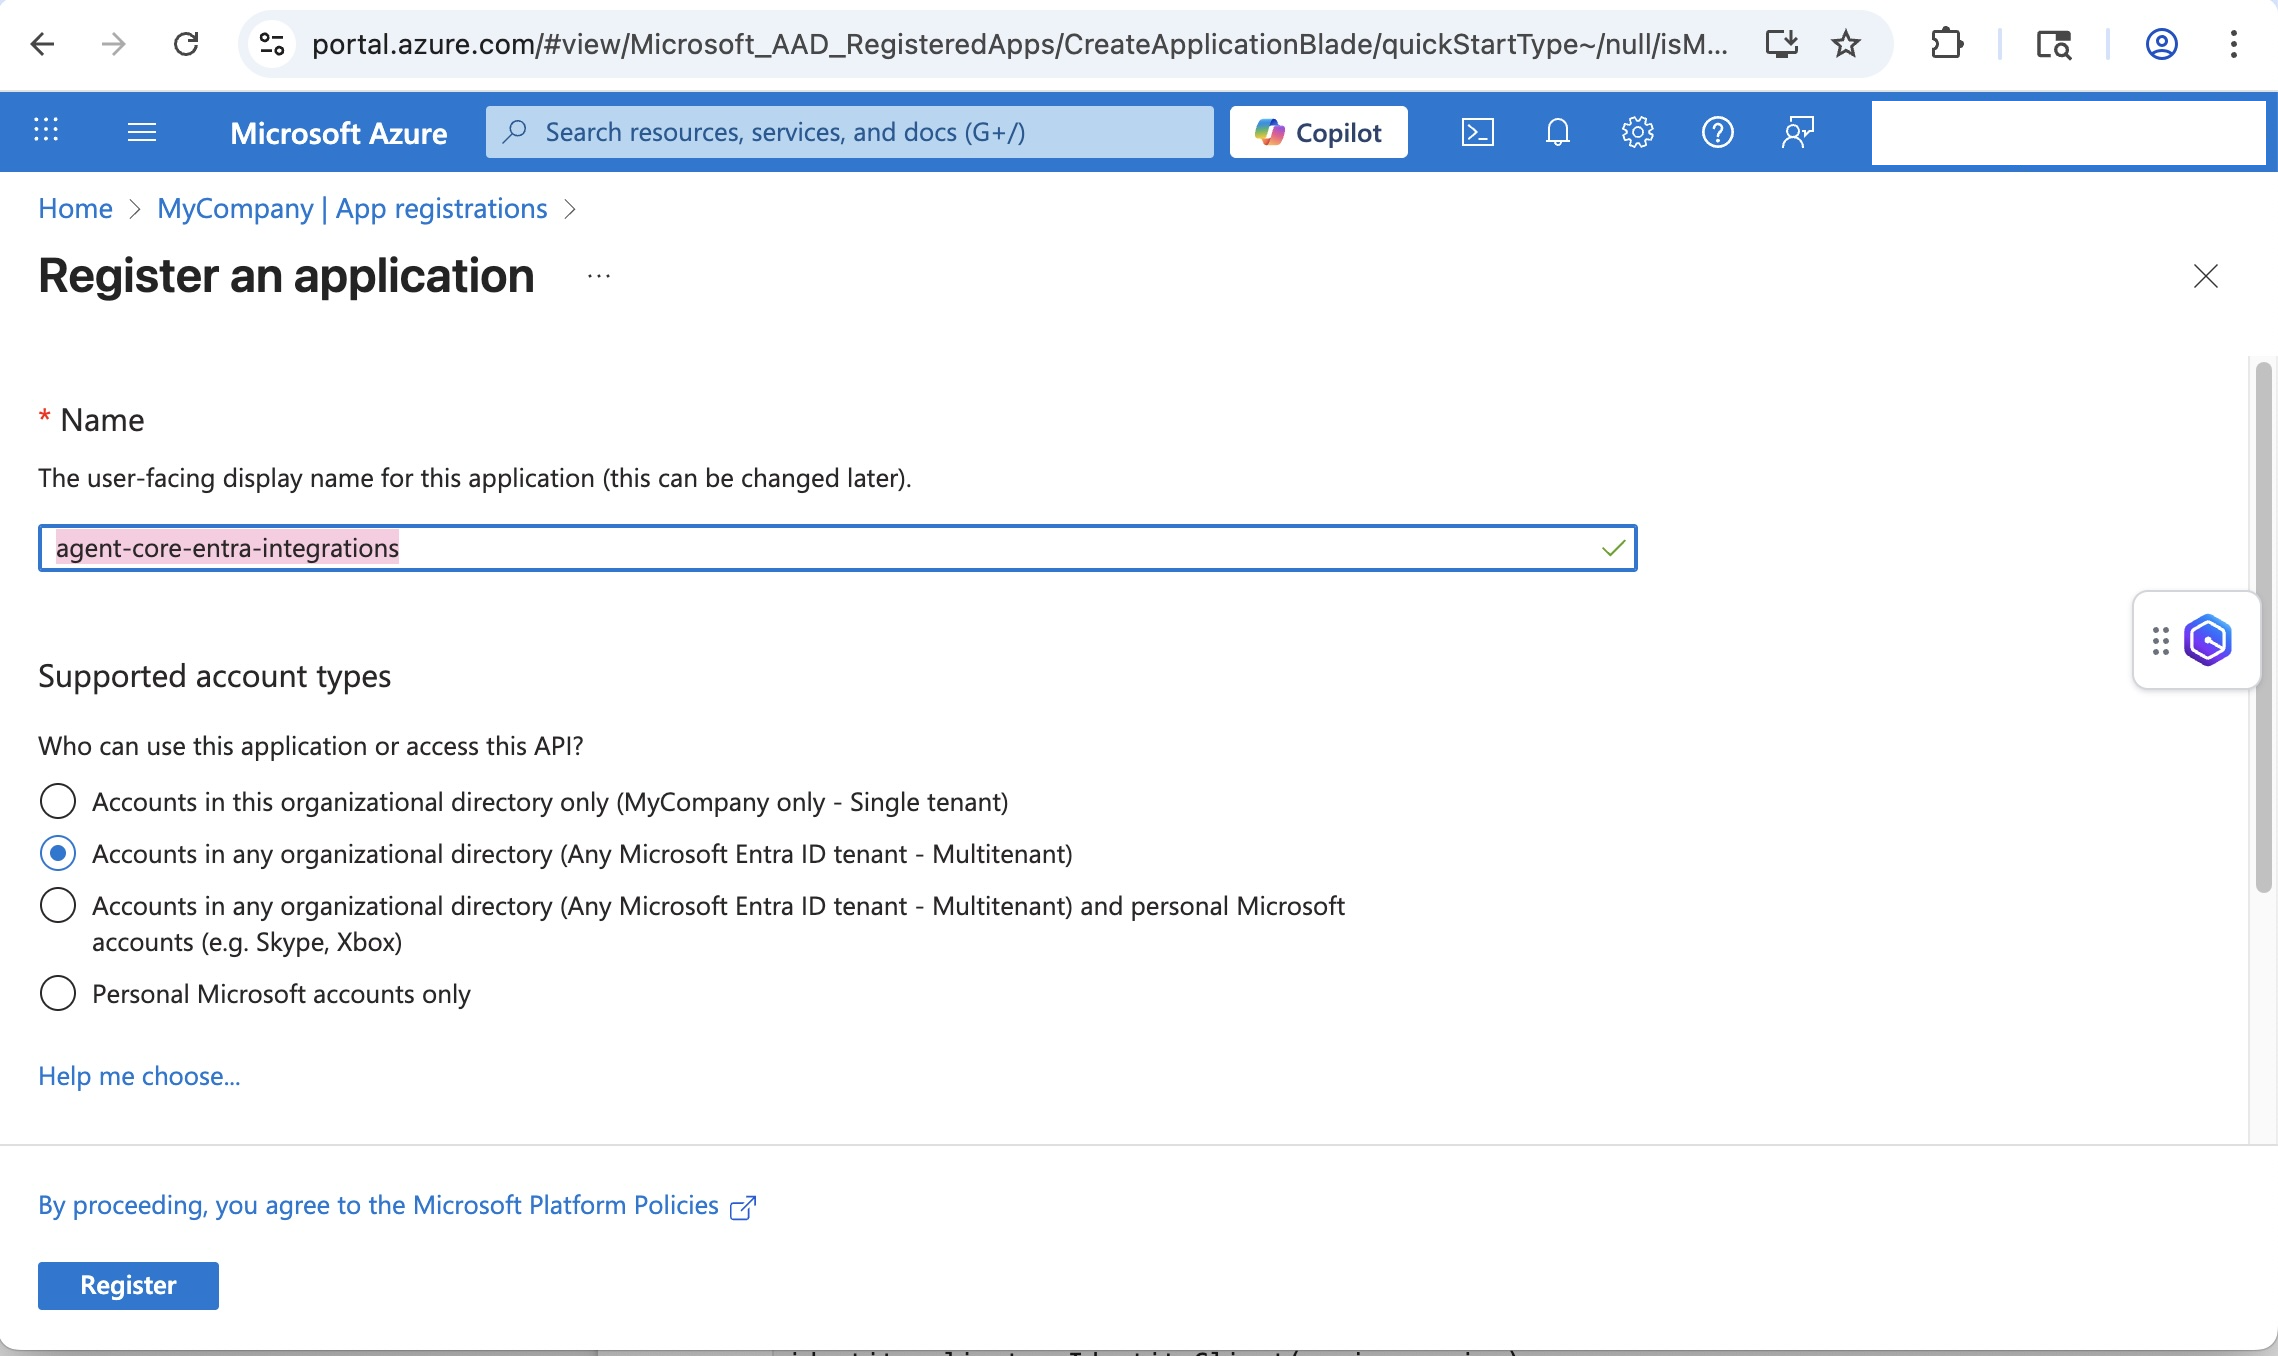 portal.azure.com/#view/Microsoft_AAD_RegisteredApps/CreateApplicationBlade/quickStartType~/null/isM...
Microsoft Azure
Search resources, services, and docs (G+/)
Copilot
Home > MyCompany | App registrations >
Register an application ...
* Name
The user-facing display name for this application (this can be changed later).
agent-core-entra-integrations
Supported account types
Who can use this application or access this API?
Accounts in this organizational directory only (MyCompany only - Single tenant)
Accounts in any organizational directory (Any Microsoft Entra ID tenant - Multitenant)
Accounts in any organizational directory (Any Microsoft Entra ID tenant - Multitenant) and personal Microsoft
accounts (e.g. Skype, Xbox)
Personal Microsoft accounts only
Help me choose...
By proceeding, you agree to the Microsoft Platform Policies
Register